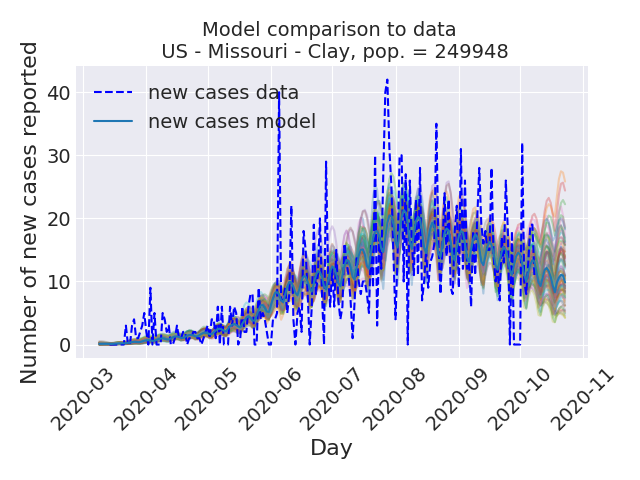 Model comparison to data
US - Missouri - Clay, pop. = 249948
Number of new cases reported
40
30
20
10
0
new cases data
new cases model
2020-03
2020-04
2020-05
2020-06
2020-07
2020-08
2020-09
2020-10
2020-11
Day